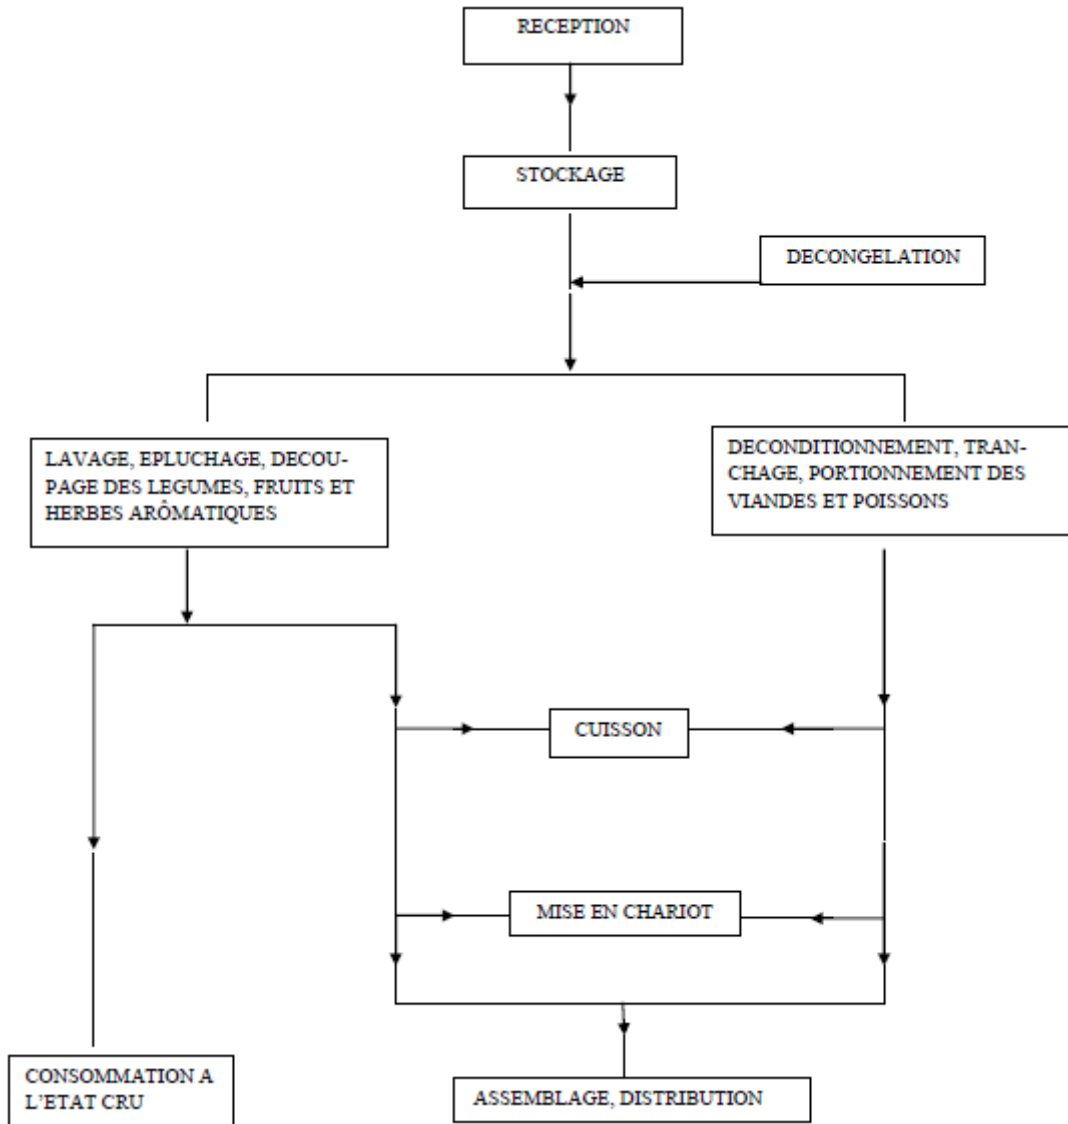 RECEPTION
STOCKAGE
DECONGELATION
LAVAGE, EPLUCHAGE, DECOU-
PAGE DES LEGUMES, FRUITS ET
HERBES ARÔMATIQUES
DECONDITIONNEMENT, TRAN-
CHAGE, PORTIONNEMENT DES
VIANDES ET POISSONS
CUISSON
MISE EN CHARIOT
CONSOMMATION A
L'ETAT CRU
ASSEMBLAGE, DISTRIBUTION